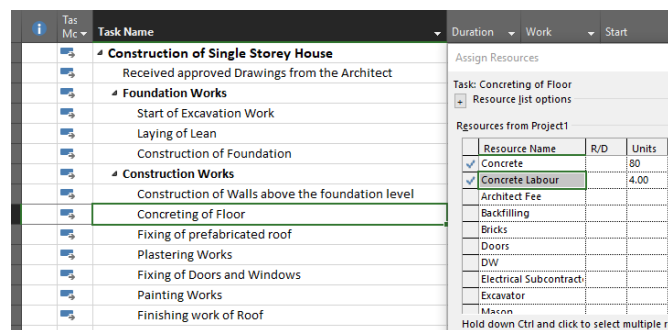 Tas
Mc
Task Name
Duration
Work
Start
Construction of Single Storey House
Received approved Drawings from the Architect
Foundation Works
Start of Excavation Work
Laying of Lean
Construction of Foundation
Construction Works
Construction of Walls above the foundation level
Concreting of Floor
Fixing of prefabricated roof
Plastering Works
Fixing of Doors and Windows
Painting Works
Finishing work of Roof
Assign Resources
Task: Concreting of Floor
+ Resource list options
Resources from Project1
Resource Name R/D Units
Concrete 80
Concrete Labour 4.00
Architect Fee
Backfilling
Bricks
Doors
DW
Electrical Subcontract
Excavator
Mason
Hold down Ctrl and click to select multiple r